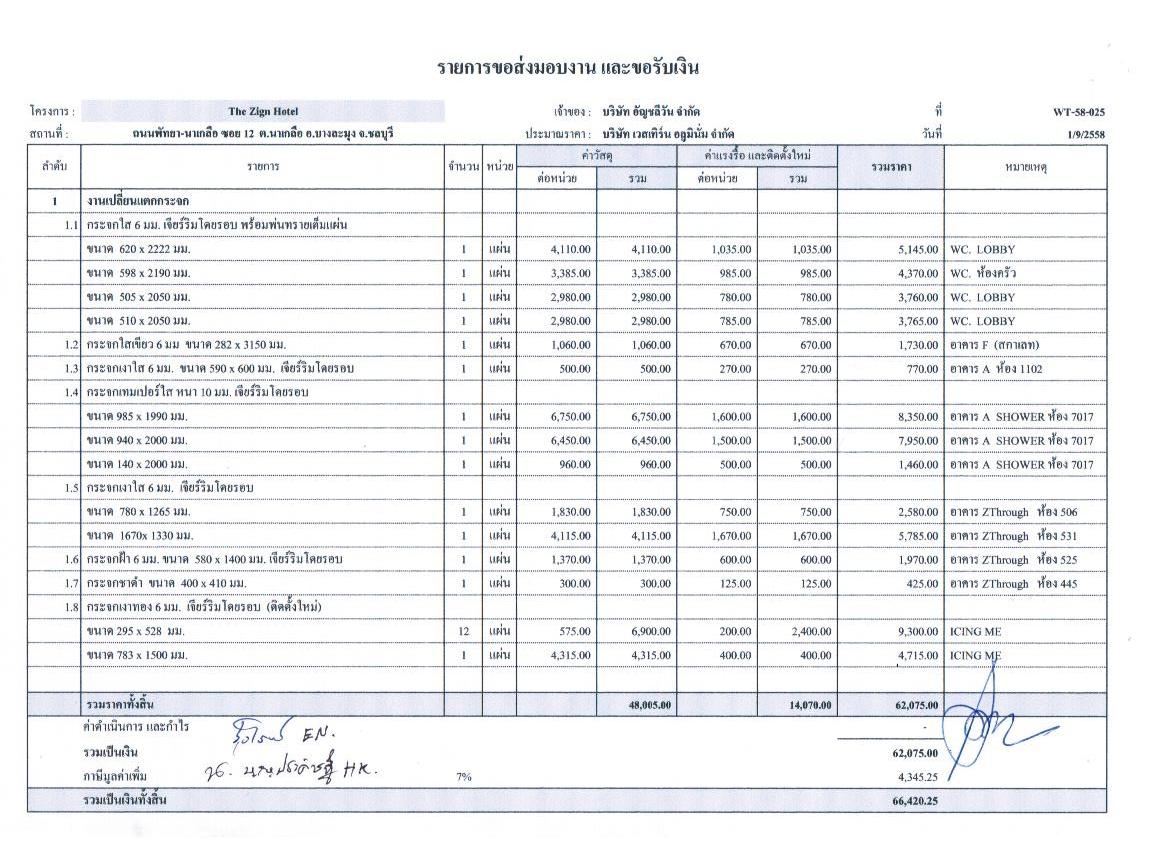 รายการขอส่งมอบงาน และขอรับเงิน
โครงการ : The Zign Hotel เจ้าของ : บริษัท อัญชลีวัน จำกัด ที่ WT-58-025
สถานที่ : ถนนพัทยา-นาเกลือ ซอย 12 ต.นาเกลือ อ.บางละมุง จ.ชลบุรี ประมาณราคา : บริษัท เวสเทิร์น อลูมินั่ม จำกัด วันที่ 1/9/2558
ลำดับ รายการ จำนวน หน่วย ค่าวัสดุ ค่าแรงรื้อ และติดตั้งใหม่ รวมราคา หมายเหตุ
ต่อหน่วย รวม ต่อหน่วย รวม
1 งานเปลี่ยนแตกกระจก
1.1 กระจกใส 6 มม. เจียร์ริมโดยรอบ พร้อมพ่นทรายเต็มแผ่น
ขนาด 620 x 2222 มม. 1 แผ่น 4,110.00 4,110.00 1,035.00 1,035.00 5,145.00 WC. LOBBY
ขนาด 598 x 2190 มม. 1 แผ่น 3,385.00 3,385.00 985.00 985.00 4,370.00 WC. ห้องครัว
ขนาด 505 x 2050 มม. 1 แผ่น 2,980.00 2,980.00 780.00 780.00 3,760.00 WC. LOBBY
ขนาด 510 x 2050 มม. 1 แผ่น 2,980.00 2,980.00 785.00 785.00 3,765.00 WC. LOBBY
1.2 กระจกใสเขียว 6 มม ขนาด 282 x 3150 มม. 1 แผ่น 1,060.00 1,060.00 670.00 670.00 1,730.00 อาคาร F (สกาเลท)
1.3 กระจกเงาใส 6 มม. ขนาด 590 x 600 มม. เจียร์ริมโดยรอบ 1 แผ่น 500.00 500.00 270.00 270.00 770.00 อาคาร A ห้อง 1102
1.4 กระจกเทมเปอร์ใส หนา 10 มม. เจียร์ริมโดยรอบ
ขนาด 985 x 1990 มม. 1 แผ่น 6,750.00 6,750.00 1,600.00 1,600.00 8,350.00 อาคาร A SHOWER ห้อง 7017
ขนาด 940 x 2000 มม. 1 แผ่น 6,450.00 6,450.00 1,500.00 1,500.00 7,950.00 อาคาร A SHOWER ห้อง 7017
ขนาด 140 x 2000 มม. 1 แผ่น 960.00 960.00 500.00 500.00 1,460.00 อาคาร A SHOWER ห้อง 7017
1.5 กระจกเงาใส 6 มม. เจียร์ริมโดยรอบ
ขนาด 780 x 1265 มม. 1 แผ่น 1,830.00 1,830.00 750.00 750.00 2,580.00 อาคาร ZThrough ห้อง 506
ขนาด 1670x 1330 มม. 1 แผ่น 4,115.00 4,115.00 1,670.00 1,670.00 5,785.00 อาคาร ZThrough ห้อง 531
1.6 กระจกฝ้า 6 มม. ขนาด 580 x 1400 มม. เจียร์ริมโดยรอบ 1 แผ่น 1,370.00 1,370.00 600.00 600.00 1,970.00 อาคาร ZThrough ห้อง 525
1.7 กระจกชาดำ ขนาด 400 x 410 มม. 1 แผ่น 300.00 300.00 125.00 125.00 425.00 อาคาร ZThrough ห้อง 445
1.8 กระจกเงาทอง 6 มม. เจียร์ริมโดยรอบ (ติดตั้งใหม่)
ขนาด 295 x 528 มม. 12 แผ่น 575.00 6,900.00 200.00 2,400.00 9,300.00 ICING ME
ขนาด 783 x 1500 มม. 1 แผ่น 4,315.00 4,315.00 400.00 400.00 4,715.00 ICING ME
รวมราคาทั้งสิ้น 48,005.00 14,070.00 62,075.00
ค่าดำเนินการ และกำไร -
EN.
รวมเป็นเงิน 62,075.00
HK.
ภาษีมูลค่าเพิ่ม 7% 4,345.25
รวมเป็นเงินทั้งสิ้น 66,420.25